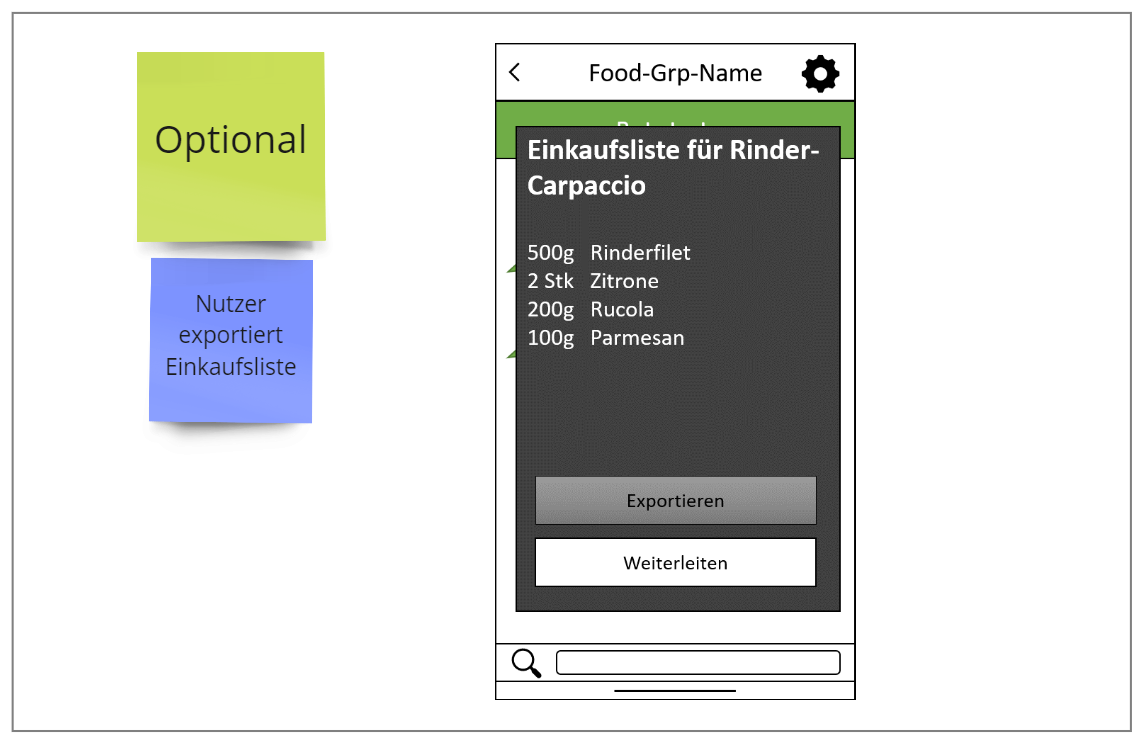 Optional
Nutzer
exportiert
Einkaufsliste
Food-Grp-Name
Einkaufsliste für Rinder-
Carpaccio
500g Rinderfilet
2 Stk Zitrone
200g Rucola
100g Parmesan
Exportieren
Weiterleiten